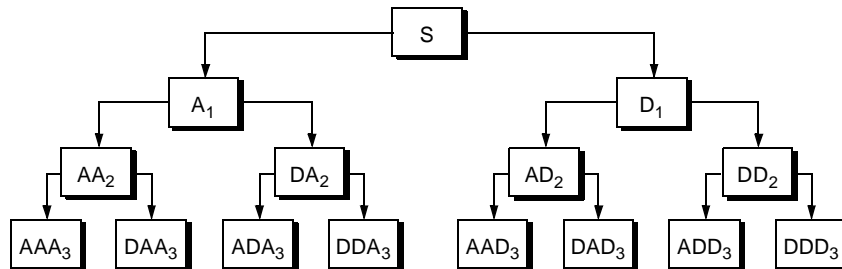 S
A₁ D₁
AA₂ DA₂ AD₂ DD₂
AAA₃ DAA₃ ADA₃ DDA₃ AAD₃ DAD₃ ADD₃ DDD₃